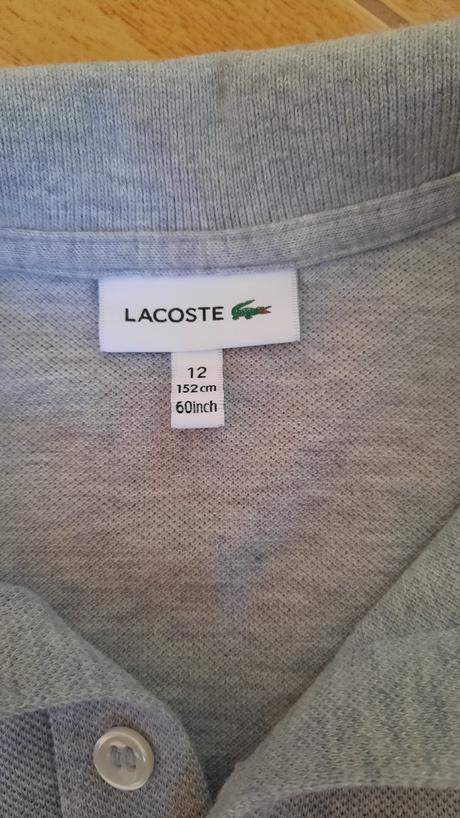 LACOSTE
12
152cm
60inch